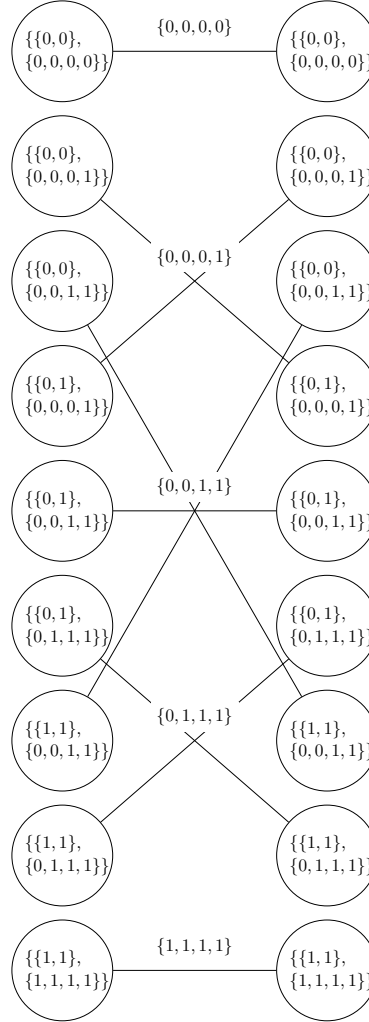 {0, 0, 0, 0}
{{0, 0},
{0, 0, 0, 0}}
{{0, 0},
{0, 0, 0, 0}}
{{0, 0},
{0, 0, 0, 1}}
{{0, 0},
{0, 0, 0, 1}}
{0, 0, 0, 1}
{{0, 0},
{0, 0, 1, 1}}
{{0, 0},
{0, 0, 1, 1}}
{{0, 1},
{0, 0, 0, 1}}
{{0, 1},
{0, 0, 0, 1}}
{0, 0, 1, 1}
{{0, 1},
{0, 0, 1, 1}}
{{0, 1},
{0, 0, 1, 1}}
{{0, 1},
{0, 1, 1, 1}}
{{0, 1},
{0, 1, 1, 1}}
{0, 1, 1, 1}
{{1, 1},
{0, 0, 1, 1}}
{{1, 1},
{0, 0, 1, 1}}
{{1, 1},
{0, 1, 1, 1}}
{{1, 1},
{0, 1, 1, 1}}
{1, 1, 1, 1}
{{1, 1},
{1, 1, 1, 1}}
{{1, 1},
{1, 1, 1, 1}}